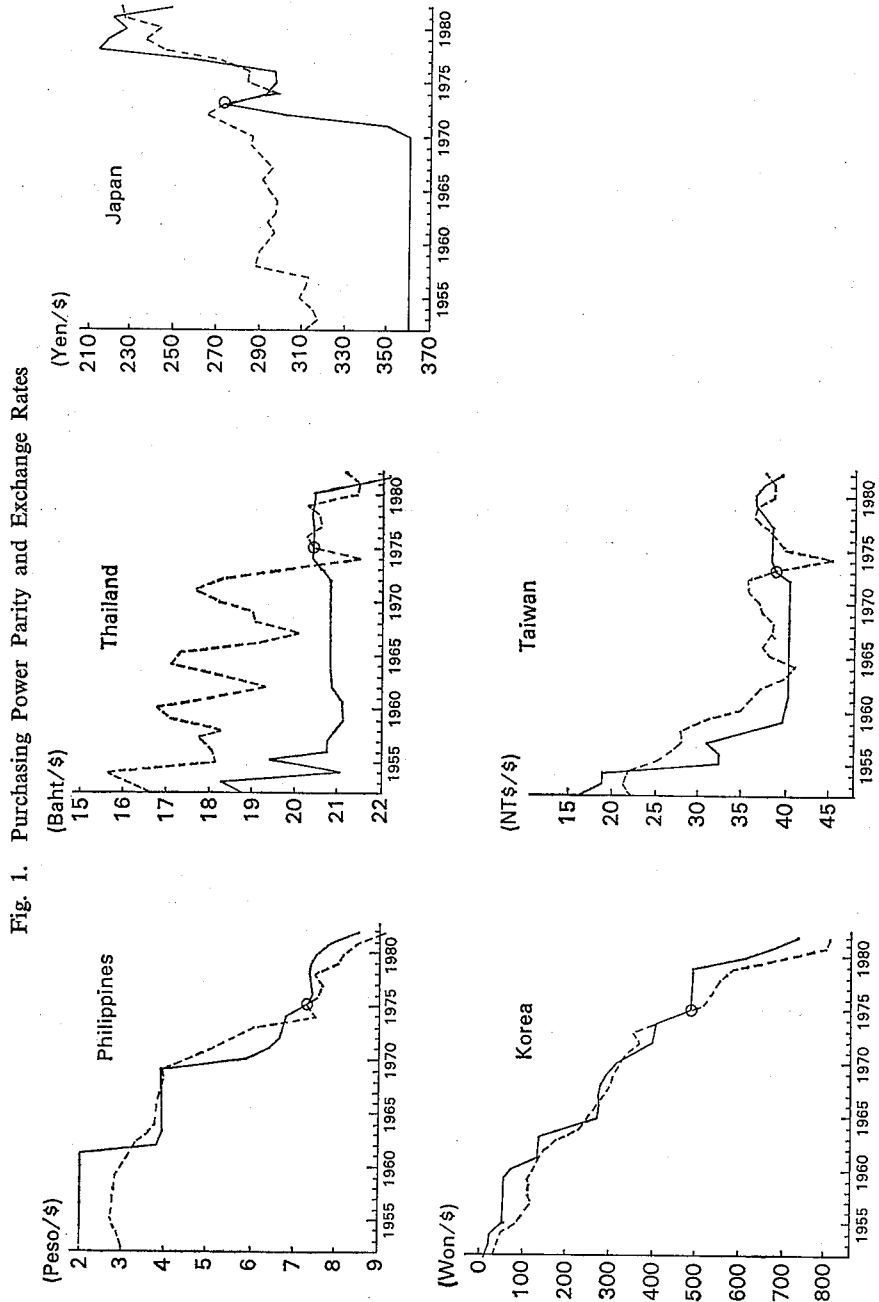 Fig. 1. Purchasing Power Parity and Exchange Rates
(Peso/$)
Philippines
2
3
4
5
6
7
8
9
1955 1960 1965 1970 1975 1980
(Baht/$)
Thailand
15
16
17
18
19
20
21
22
1955 1960 1965 1970 1975 1980
(Yen/$)
Japan
210
230
250
270
290
310
330
350
370
1955 1960 1965 1970 1975 1980
(Won/$)
Korea
0
100
200
300
400
500
600
700
800
1955 1960 1965 1970 1975 1980
(NT$/$)
Taiwan
15
20
25
30
35
40
45
1955 1960 1965 1970 1975 1980